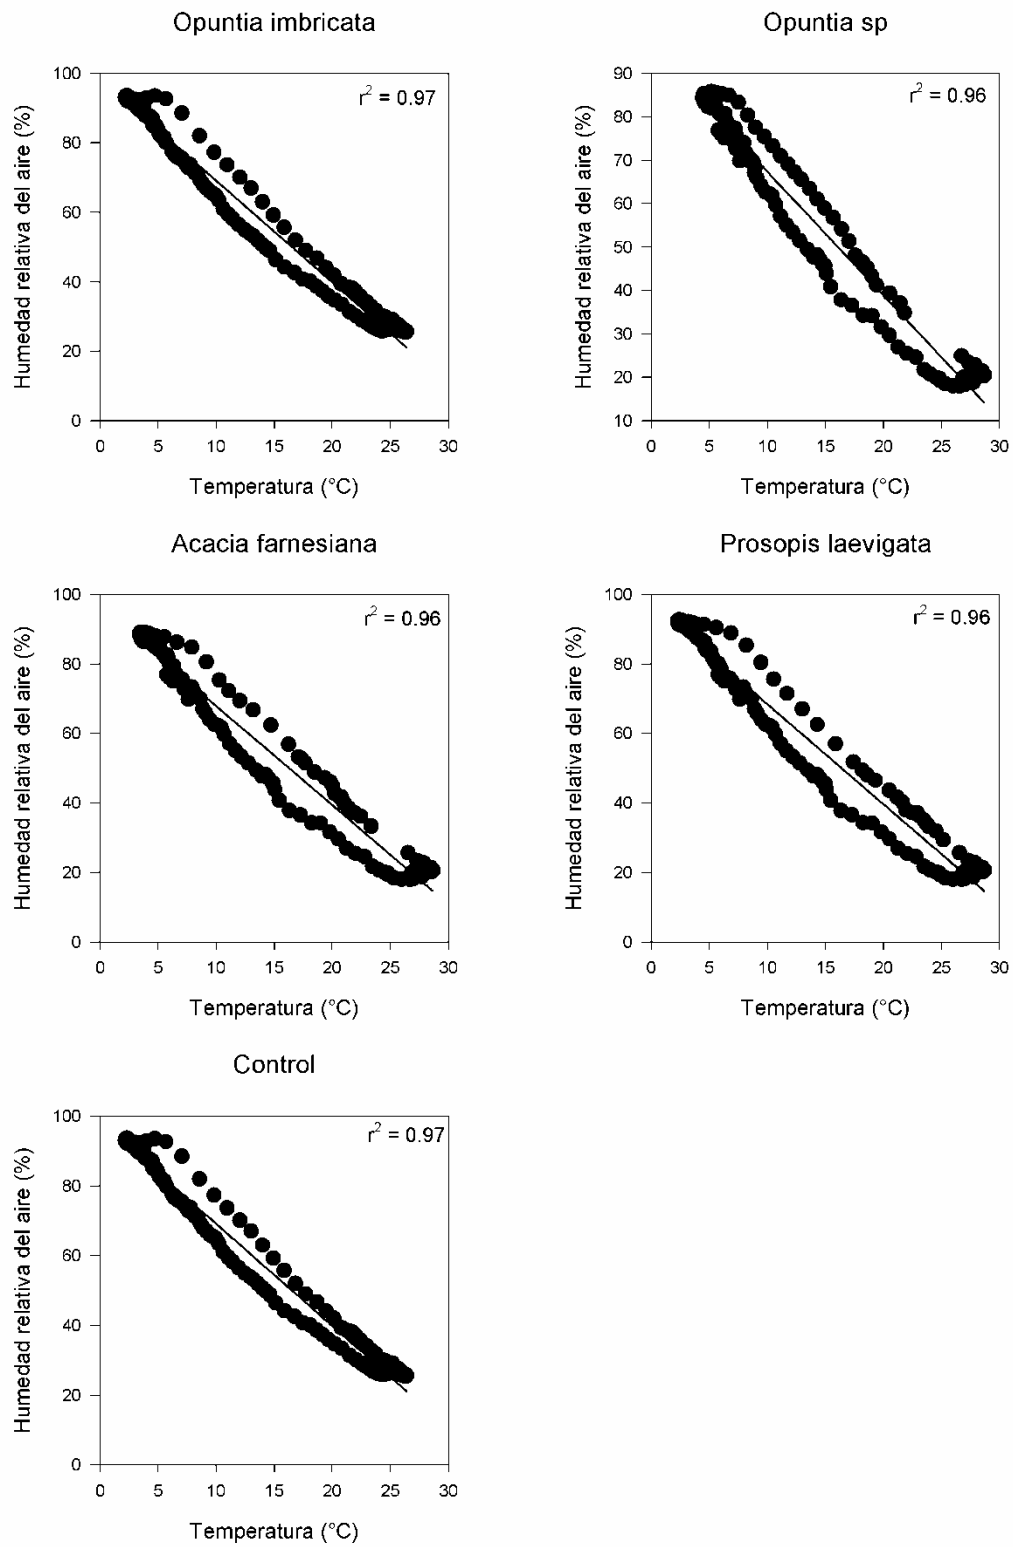 Opuntia imbricata
Opuntia sp
Humedad relativa del aire (%)
100
80
60
40
20
0
r² = 0.97
0 5 10 15 20 25 30
Temperatura (°C)
Humedad relativa del aire (%)
90
80
70
60
50
40
30
20
10
r² = 0.96
0 5 10 15 20 25 30
Temperatura (°C)
Acacia farnesiana
Prosopis laevigata
Humedad relativa del aire (%)
100
80
60
40
20
0
r² = 0.96
0 5 10 15 20 25 30
Temperatura (°C)
Humedad relativa del aire (%)
100
80
60
40
20
0
r² = 0.96
0 5 10 15 20 25 30
Temperatura (°C)
Control
Humedad relativa del aire (%)
100
80
60
40
20
0
r² = 0.97
0 5 10 15 20 25 30
Temperatura (°C)